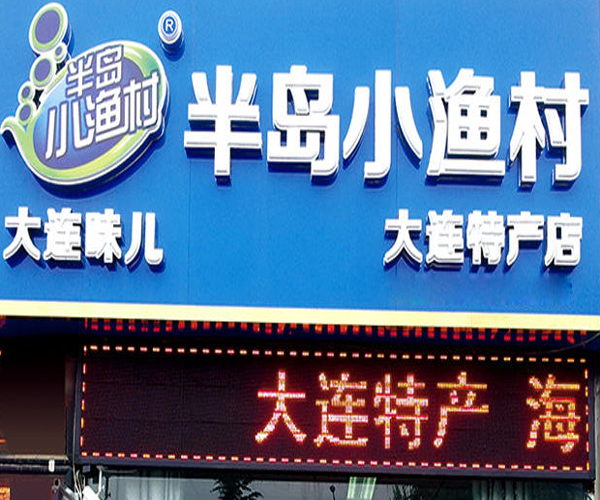 半岛
小渔村
®
半岛小渔村
大连味儿
大连特产店
大连特产 海